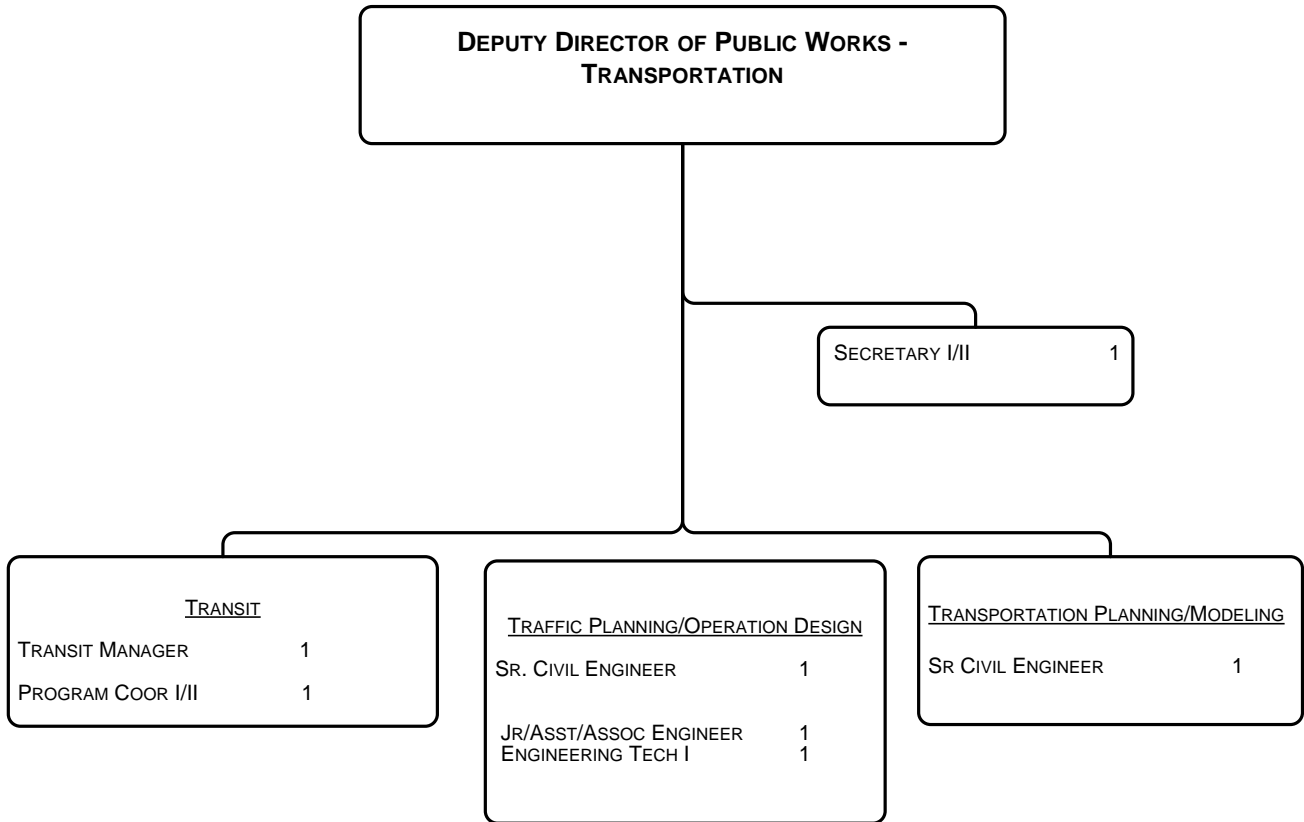 DEPUTY DIRECTOR OF PUBLIC WORKS -
TRANSPORTATION
SECRETARY I/II 1
TRANSIT
TRANSIT MANAGER 1
PROGRAM COOR I/II 1
TRAFFIC PLANNING/OPERATION DESIGN
SR. CIVIL ENGINEER 1
JR/ASST/ASSOC ENGINEER 1
ENGINEERING TECH I 1
TRANSPORTATION PLANNING/MODELING
SR CIVIL ENGINEER 1